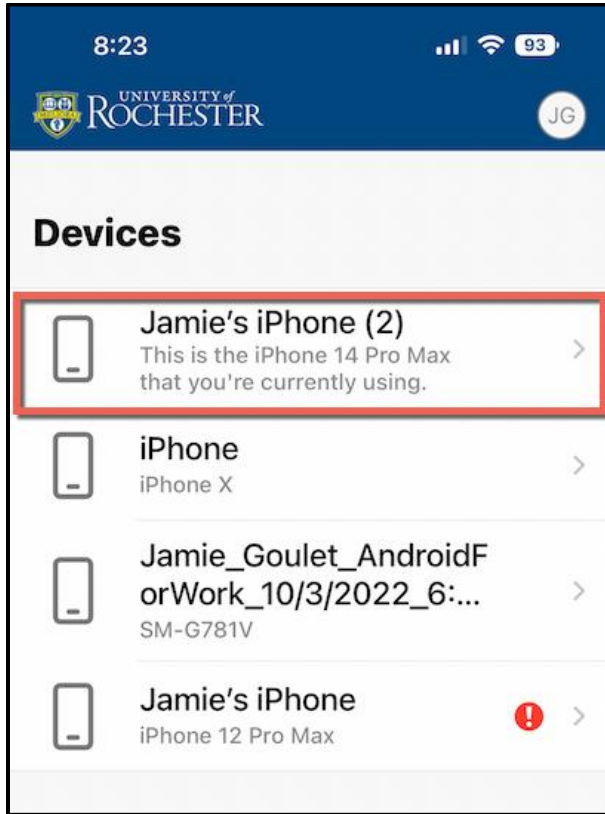 8:23
93
UNIVERSITY of
ROCHESTER
JG
Devices
Jamie's iPhone (2)
This is the iPhone 14 Pro Max
that you're currently using.
iPhone
iPhone X
Jamie_Goulet_AndroidF
orWork_10/3/2022_6:...
SM-G781V
Jamie's iPhone
!
iPhone 12 Pro Max